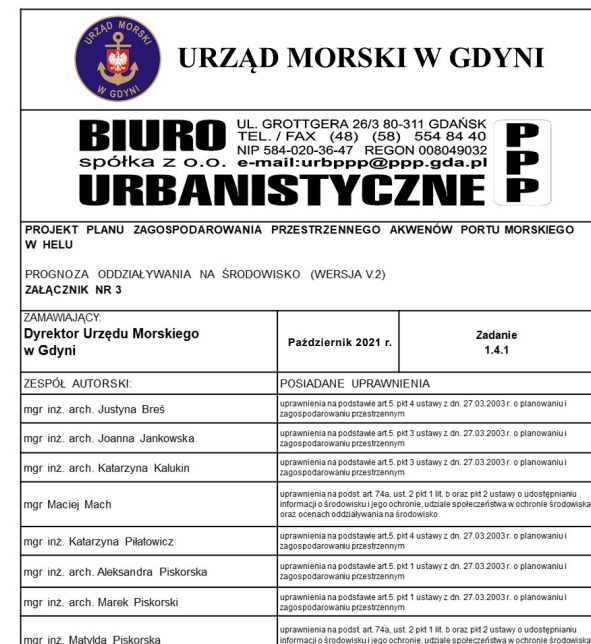 URZĄD MORSKI
W GDYNI
URZĄD MORSKI W GDYNI
BIURO
spółka z o.o.
URBANISTYCZNE
UL. GROTTGERA 26/3 80-311 GDAŃSK
TEL. / FAX (48) (58) 554 84 40
NIP 584-020-36-47 REGON 008049032
e-mail:urbppp@ppp.gda.pl
P
P
P
PROJEKT PLANU ZAGOSPODAROWANIA PRZESTRZENNEGO AKWENÓW PORTU MORSKIEGO
W HELU
PROGNOZA ODDZIAŁYWANIA NA ŚRODOWISKO (WERSJA V.2)
ZAŁĄCZNIK NR 3
ZAMAWIAJĄCY:
Dyrektor Urzędu Morskiego
w Gdyni
Październik 2021 r.
Zadanie
1.4.1
ZESPÓŁ AUTORSKI:
POSIADANE UPRAWNIENIA
mgr inż. arch. Justyna Breś
uprawnienia na podstawie art.5. pkt 4 ustawy z dn. 27.03.2003 r. o planowaniu i
zagospodarowaniu przestrzennym
mgr inż. arch. Joanna Jankowska
uprawnienia na podstawie art.5. pkt 3 ustawy z dn. 27.03.2003 r. o planowaniu i
zagospodarowaniu przestrzennym
mgr inż. arch. Katarzyna Kalukin
uprawnienia na podstawie art.5. pkt 3 ustawy z dn. 27.03.2003 r. o planowaniu i
zagospodarowaniu przestrzennym
mgr Maciej Mach
uprawnienia na podst. art. 74a, ust. 2 pkt 1 lit. b oraz pkt 2 ustawy o udostępnianiu
informacji o środowisku i jego ochronie, udziale społeczeństwa w ochronie środowiska
oraz ocenach oddziaływania na środowisko
mgr inż. Katarzyna Piłatowicz
uprawnienia na podstawie art.5. pkt 4 ustawy z dn. 27.03.2003 r. o planowaniu i
zagospodarowaniu przestrzennym
mgr inż. arch. Aleksandra Piskorska
uprawnienia na podstawie art.5. pkt 1 ustawy z dn. 27.03.2003 r. o planowaniu i
zagospodarowaniu przestrzennym
mgr inż. arch. Marek Piskorski
uprawnienia na podstawie art.5. pkt 1 ustawy z dn. 27.03.2003 r. o planowaniu i
zagospodarowaniu przestrzennym
mgr inż. Matylda Piskorska
uprawnienia na podst. art. 74a, ust. 2 pkt 1 lit. b oraz pkt 2 ustawy o udostępnianiu
informacji o środowisku i jego ochronie, udziale społeczeństwa w ochronie środowiska